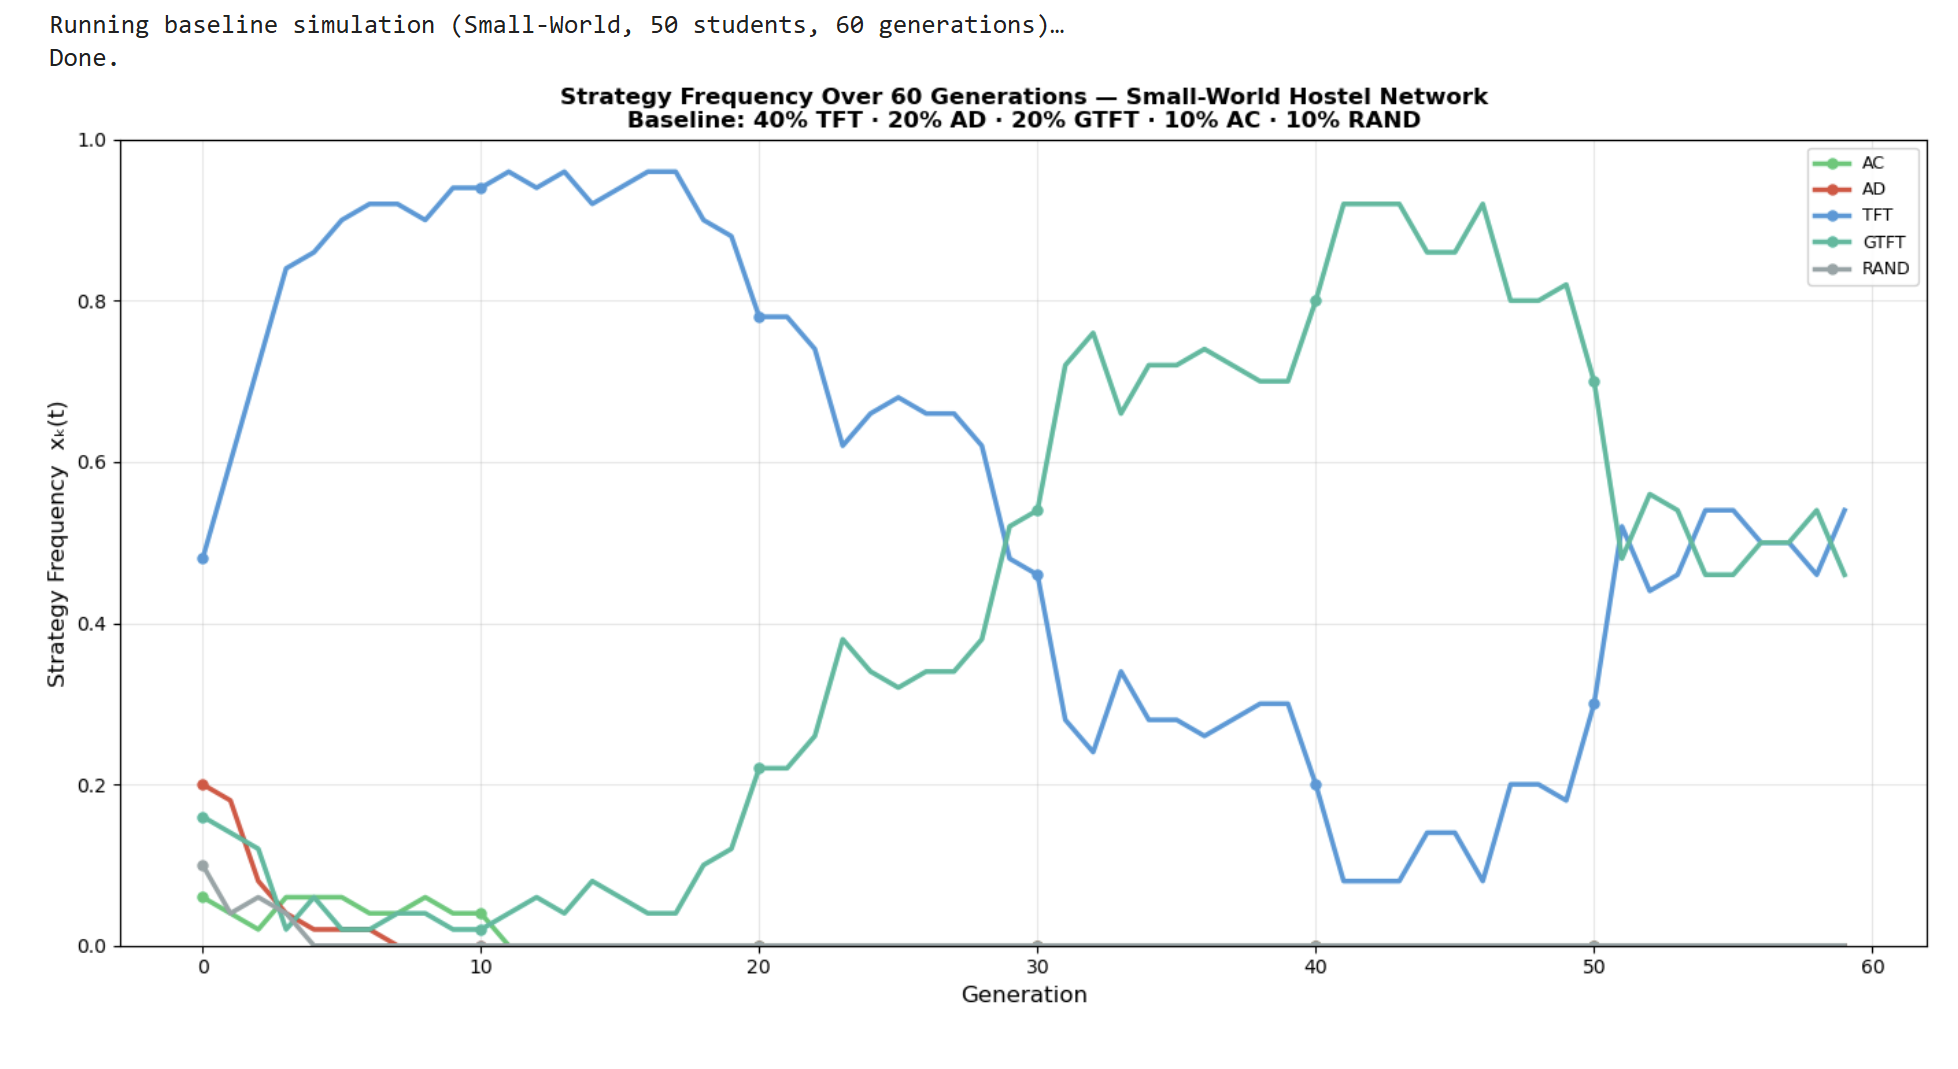 Running baseline simulation (Small-World, 50 students, 60 generations)…
Done.
Strategy Frequency Over 60 Generations — Small-World Hostel Network
Baseline: 40% TFT · 20% AD · 20% GTFT · 10% AC · 10% RAND
1.0
0.8
0.6
0.4
0.2
0.0
Strategy Frequency xₖ(t)
AC
AD
TFT
GTFT
RAND
0 10 20 30 40 50 60
Generation